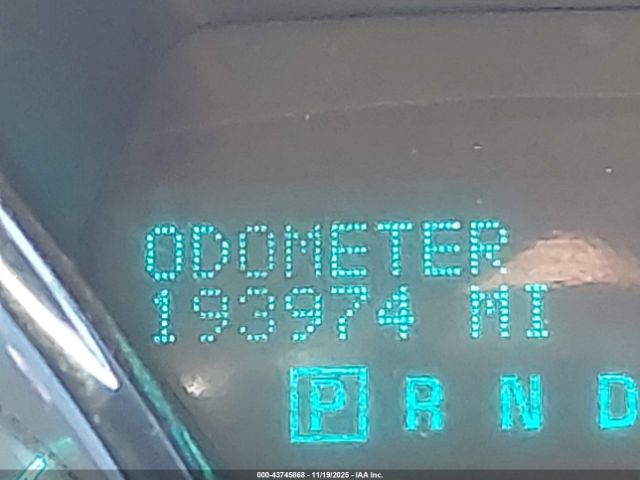 ODOMETER
193974 MI
P R N D
000-43745868 - 11/19/2025 - IAA Inc.